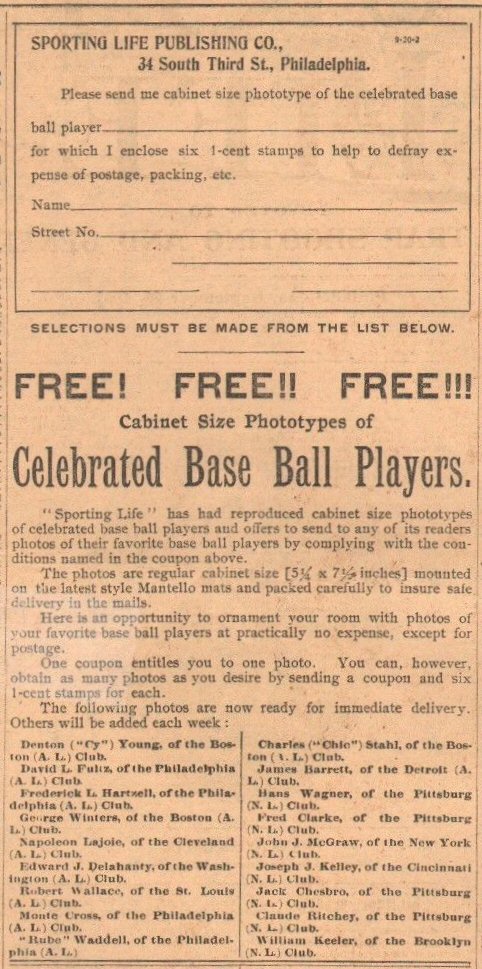 SPORTING LIFE PUBLISHING CO., 9-20-2
34 South Third St., Philadelphia.
Please send me cabinet size phototype of the celebrated base
ball player
for which I enclose six 1-cent stamps to help to defray ex-
pense of postage, packing, etc.
Name
Street No.
SELECTIONS MUST BE MADE FROM THE LIST BELOW.
FREE! FREE!! FREE!!!
Cabinet Size Phototypes of
Celebrated Base Ball Players.
"Sporting Life" has had reproduced cabinet size phototypes
of celebrated base ball players and offers to send to any of its readers
photos of their favorite base ball players by complying with the con-
ditions named in the coupon above.
The photos are regular cabinet size [5½ x 7½ inches] mounted
on the latest style Mantello mats and packed carefully to insure safe
delivery in the mails.
Here is an opportunity to ornament your room with photos of
your favorite base ball players at practically no expense, except for
postage.
One coupon entitles you to one photo. You can, however,
obtain as many photos as you desire by sending a coupon and six
1-cent stamps for each.
The following photos are now ready for immediate delivery.
Others will be added each week:
Denton ("Cy") Young, of the Bos-
ton (A. L.) Club.
David L. Fultz, of the Philadelphia
(A. L.) Club.
Frederick L. Hartzell, of the Phila-
delphia (A. L.) Club.
George Winters, of the Boston (A.
L.) Club.
Napoleon Lajoie, of the Cleveland
(A. L.) Club.
Edward J. Delahanty, of the Wash-
ington (A. L.) Club.
Robert Wallace, of the St. Louis
(A. L.) Club.
Monte Cross, of the Philadelphia
(A. L.) Club.
"Rube" Waddell, of the Philadel-
phia (A. L.)
Charles ("Chic") Stahl, of the Bos-
ton (A. L.) Club.
James Barrett, of the Detroit (A.
L.) Club.
Hans Wagner, of the Pittsburg
(N. L.) Club.
Fred Clarke, of the Pittsburg
(N. L.) Club.
John J. McGraw, of the New York
(N. L.) Club.
Joseph J. Kelley, of the Cincinnati
(N. L.) Club.
Jack Chesbro, of the Pittsburg
(N. L.) Club.
Claude Ritchey, of the Pittsburg
(N. L.) Club.
William Keeler, of the Brooklyn
(N. L.) Club.